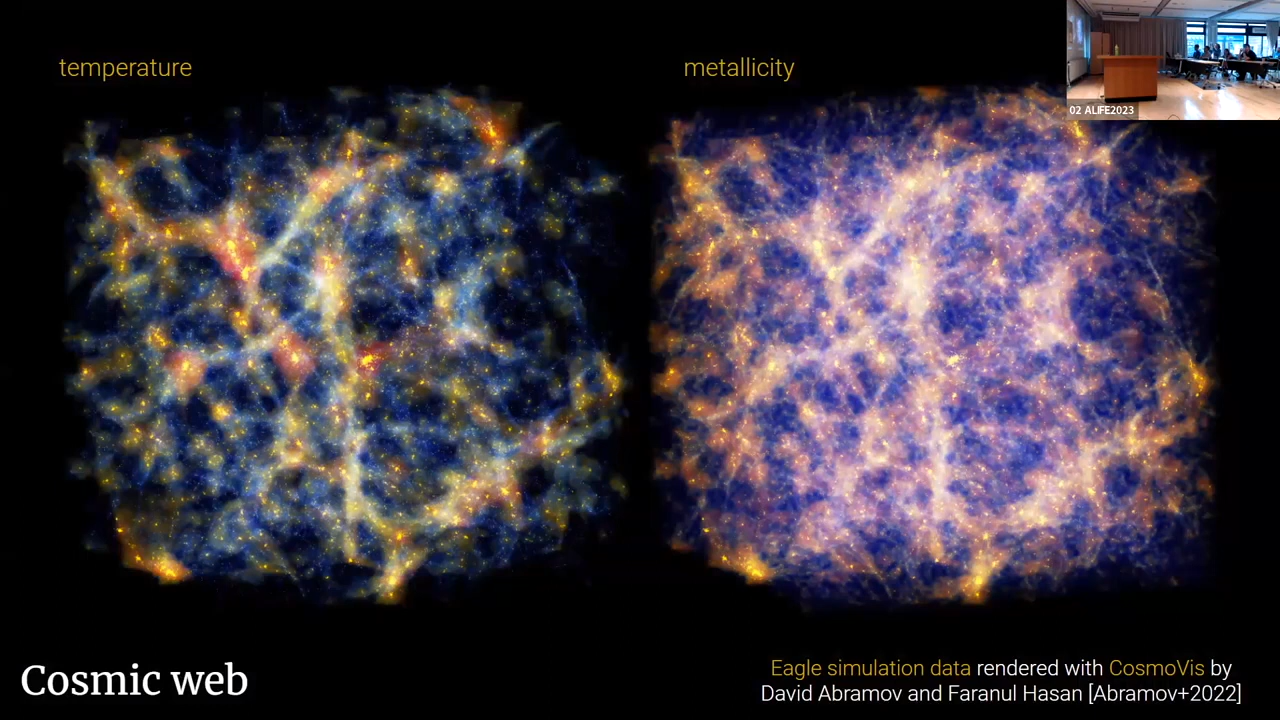 temperature
metallicity
02 ALIFE2023
Cosmic web
Eagle simulation data rendered with CosmoVis by
David Abramov and Faranul Hasan [Abramov+2022]